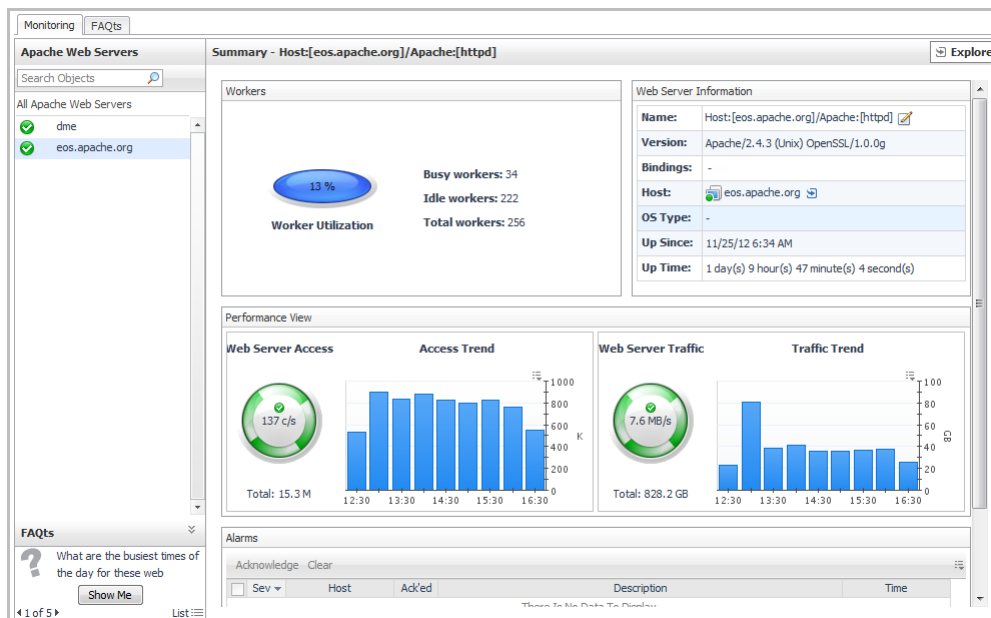 Monitoring
FAQts
Apache Web Servers
Search Objects
All Apache Web Servers
dme
eos.apache.org
FAQts
What are the busiest times of
the day for these web
Show Me
1 of 5
List
Summary - Host:[eos.apache.org]/Apache:[httpd]
Explore
Workers
13 %
Worker Utilization
Busy workers: 34
Idle workers: 222
Total workers: 256
Web Server Information
Name: Host:[eos.apache.org]/Apache:[httpd]
Version: Apache/2.4.3 (Unix) OpenSSL/1.0.0g
Bindings: -
Host: eos.apache.org
OS Type: -
Up Since: 11/25/12 6:34 AM
Up Time: 1 day(s) 9 hour(s) 47 minute(s) 4 second(s)
Performance View
Web Server Access
Access Trend
137 c/s
Total: 15.3 M
1000
800
600
400
200
0
K
12:30 13:30 14:30 15:30 16:30
Web Server Traffic
Traffic Trend
7.6 MB/s
Total: 828.2 GB
100
80
60
40
20
0
GB
12:30 13:30 14:30 15:30 16:30
Alarms
Acknowledge Clear
Sev Host Ack'ed Description Time
There Is No Data To Display